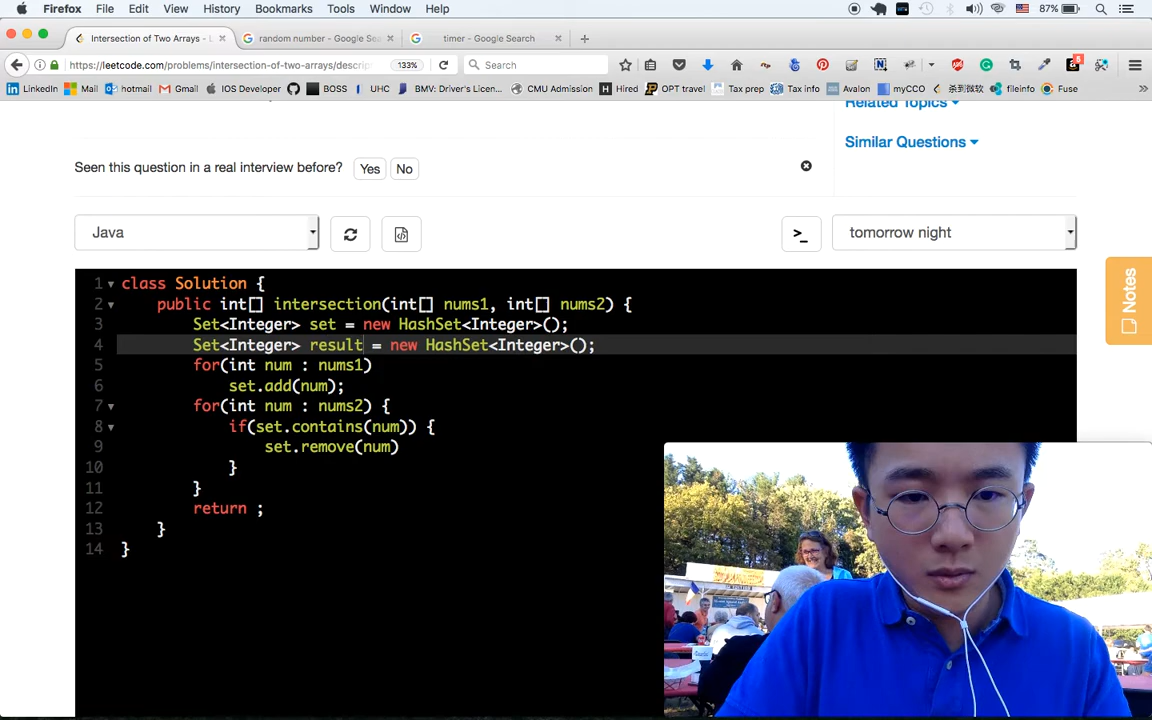 Firefox File Edit View History Bookmarks Tools Window Help 87%
Intersection of Two Arrays - L random number - Google Sea timer - Google Search
https://leetcode.com/problems/intersection-of-two-arrays/descrip 133% Search 6
LinkedIn Mail hotmail Gmail IOS Developer BOSS UHC BMV: Driver's Licen... CMU Admission Hired OPT travel Tax prep Tax info Avalon myCCO 杀到微软 fileinfo Fuse
Related Topics
Seen this question in a real interview before? Yes No
Similar Questions
Java >_ tomorrow night
Notes
1 class Solution {
2 public int[] intersection(int[] nums1, int[] nums2) {
3 Set<Integer> set = new HashSet<Integer>();
4 Set<Integer> result = new HashSet<Integer>();
5 for(int num : nums1)
6 set.add(num);
7 for(int num : nums2) {
8 if(set.contains(num)) {
9 set.remove(num)
10 }
11 }
12 return ;
13 }
14 }